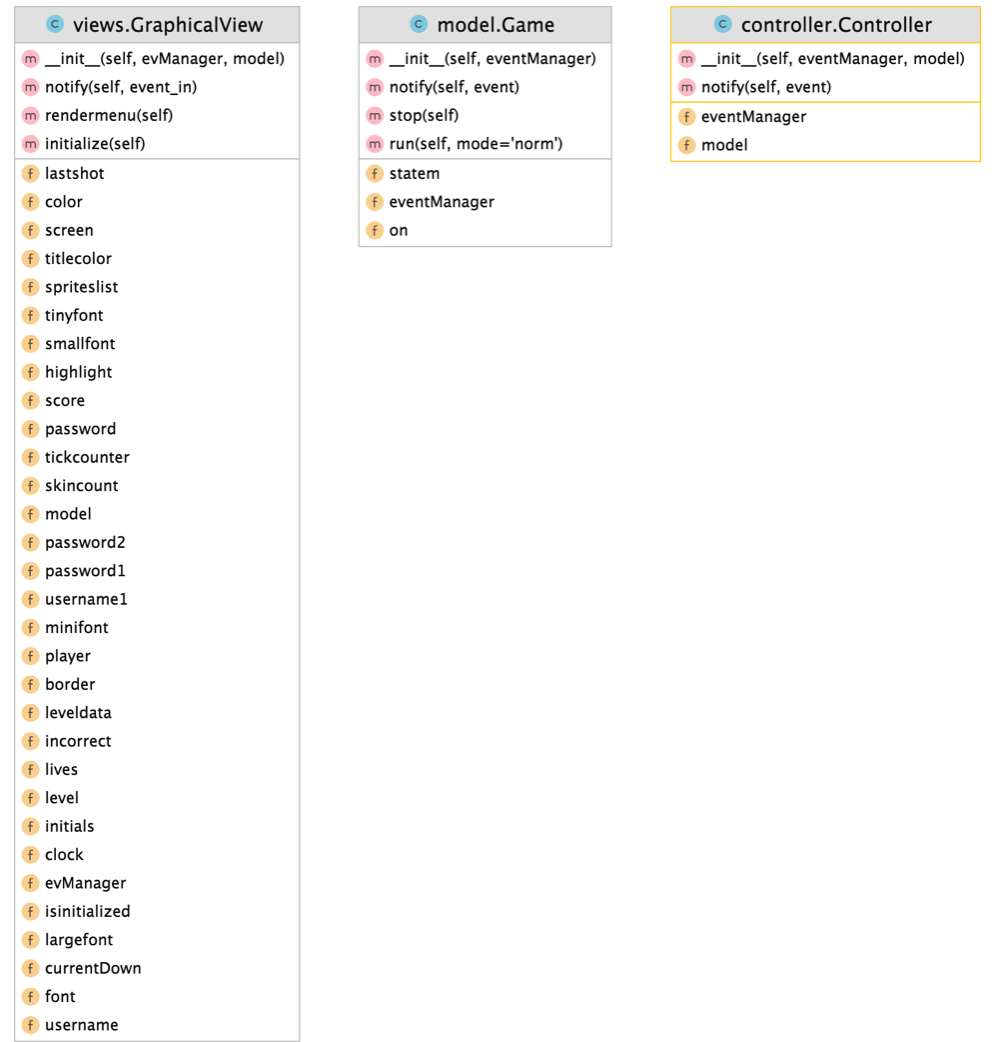 C views.GraphicalView
m __init__(self, evManager, model)
m notify(self, event_in)
m rendermenu(self)
m initialize(self)
f lastshot
f color
f screen
f titlecolor
f spriteslist
f tinyfont
f smallfont
f highlight
f score
f password
f tickcounter
f skincount
f model
f password2
f password1
f username1
f minifont
f player
f border
f leveldata
f incorrect
f lives
f level
f initials
f clock
f evManager
f isinitialized
f largefont
f currentDown
f font
f username
C model.Game
m __init__(self, eventManager)
m notify(self, event)
m stop(self)
m run(self, mode='norm')
f statem
f eventManager
f on
C controller.Controller
m __init__(self, eventManager, model)
m notify(self, event)
f eventManager
f model